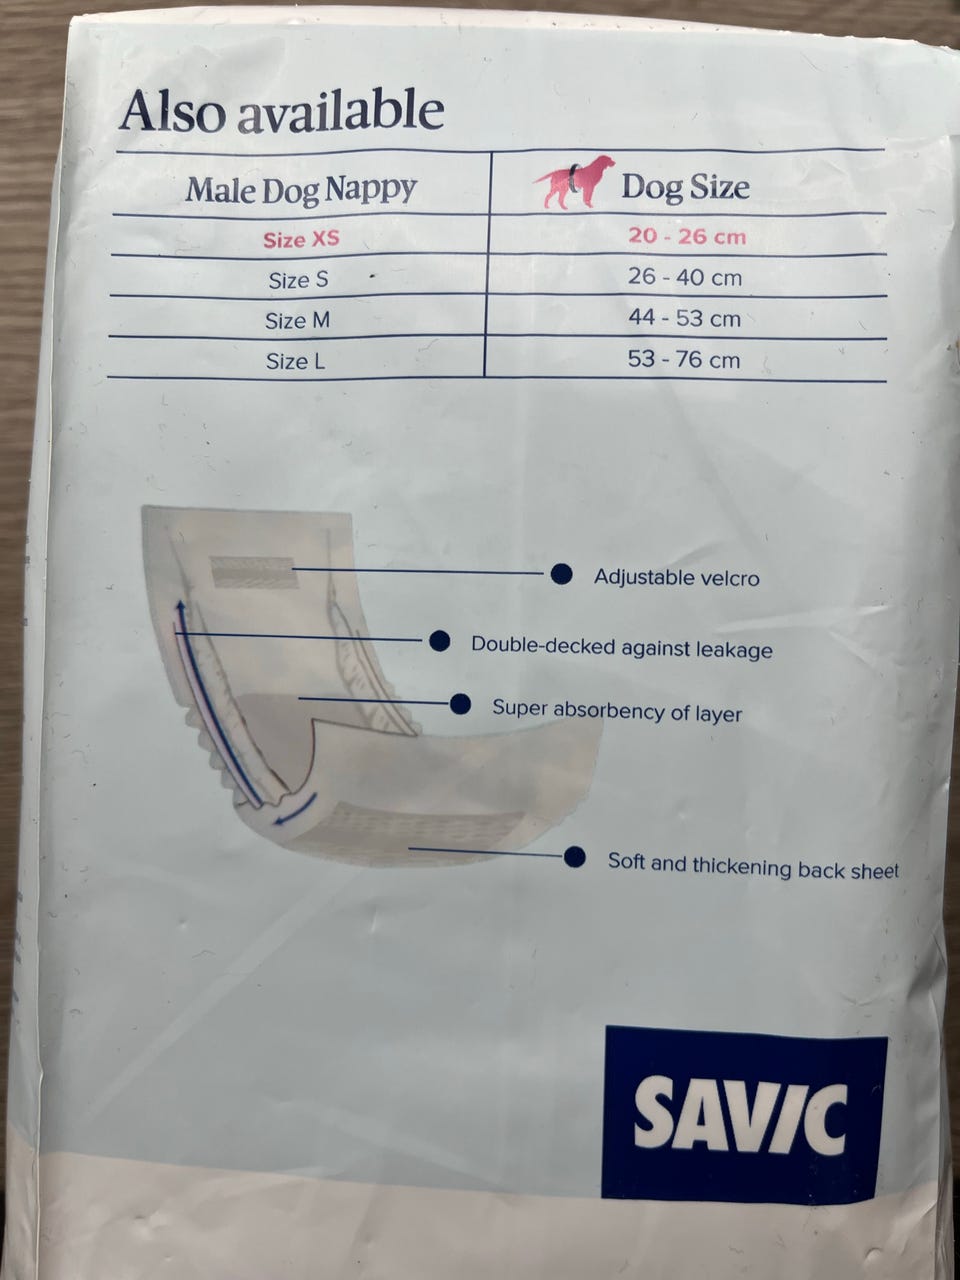 Also available
Male Dog Nappy Dog Size
Size XS 20 - 26 cm
Size S 26 - 40 cm
Size M 44 - 53 cm
Size L 53 - 76 cm
Adjustable velcro
Double-decked against leakage
Super absorbency of layer
Soft and thickening back sheet
SAVIC